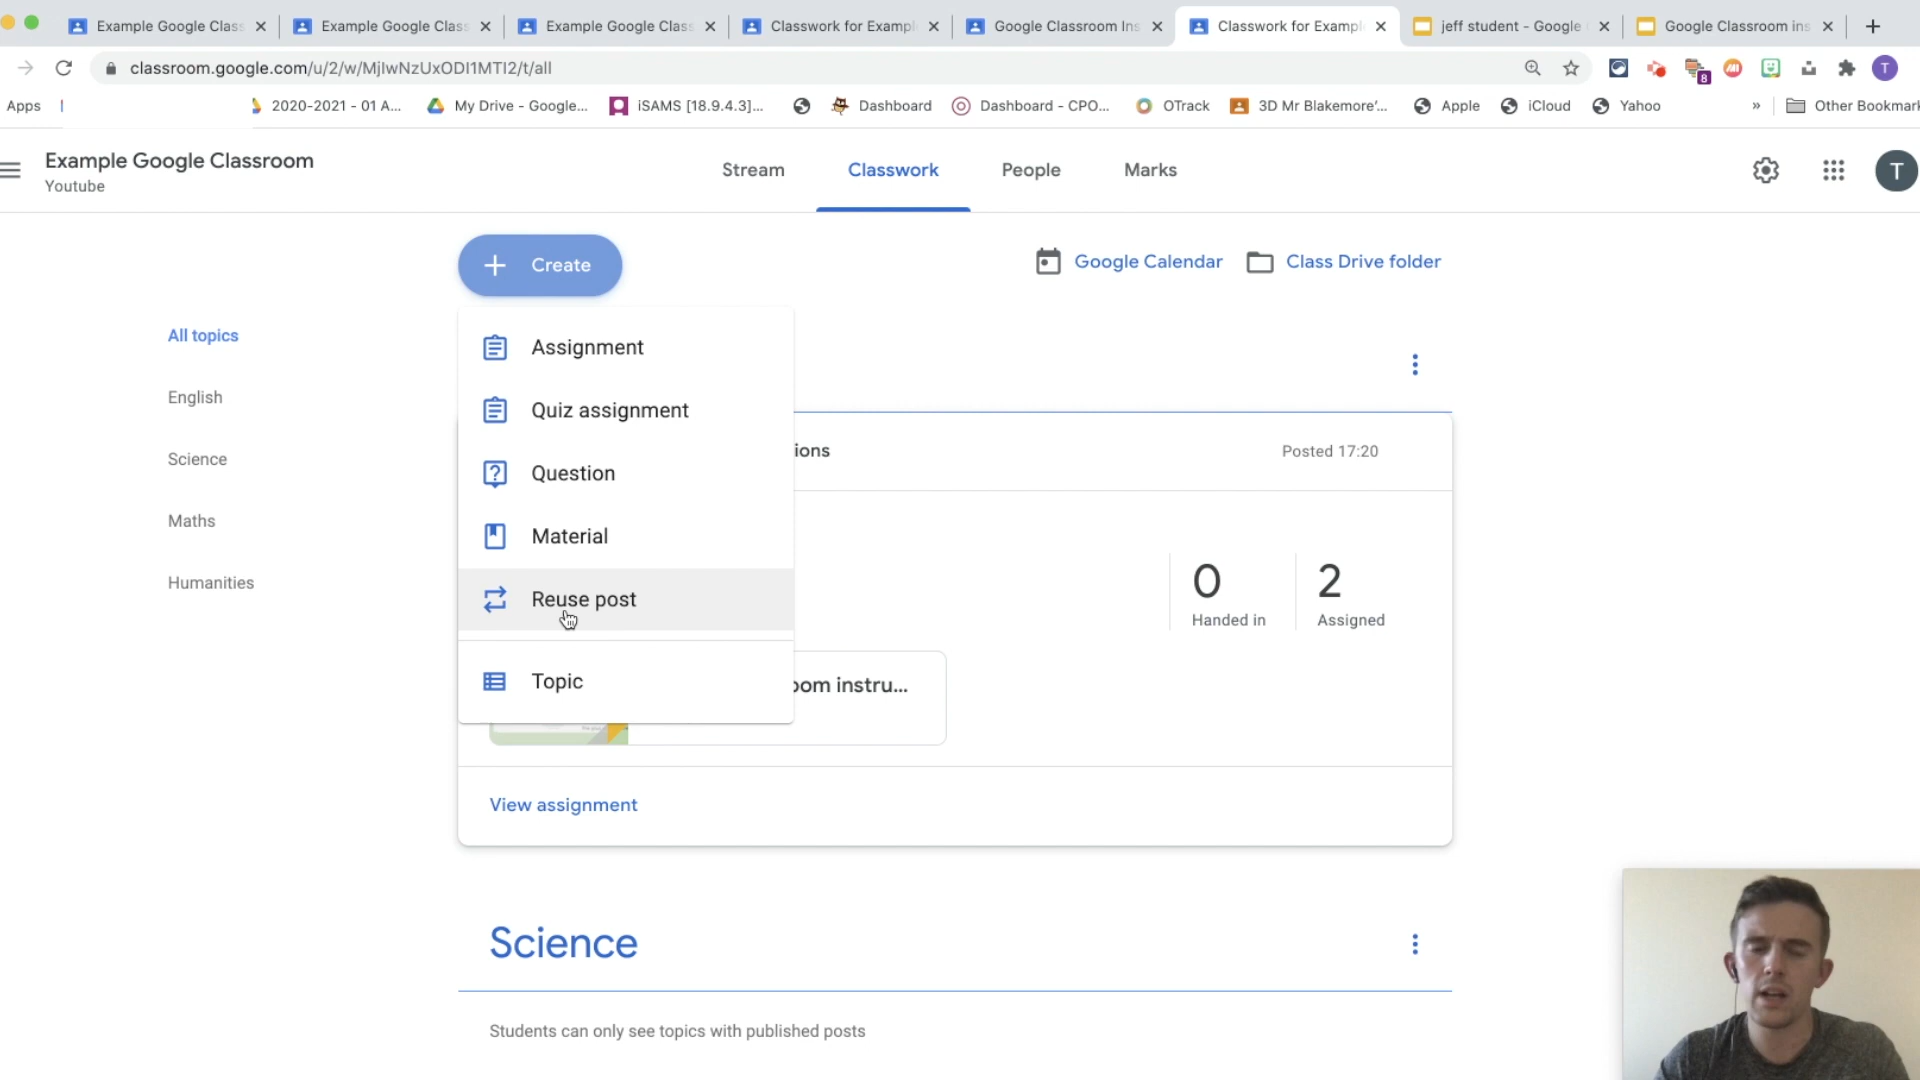 Example Google Class
Example Google Class
Example Google Class
Classwork for Exampl
Google Classroom Ins
Classwork for Exampl
jeff student - Google
Google Classroom ins
classroom.google.com/u/2/w/MjIwNzUxODI1MTI2/t/all
8
T
Apps
2020-2021 - 01 A...
My Drive - Google...
iSAMS [18.9.4.3]...
Dashboard
Dashboard - CPO...
OTrack
3D Mr Blakemore'...
Apple
iCloud
Yahoo
»
Other Bookmark
Example Google Classroom
Youtube
Stream
Classwork
People
Marks
T
Create
Google Calendar
Class Drive folder
All topics
English
Science
Maths
Humanities
Assignment
Quiz assignment
Question
Material
Reuse post
Topic
ions
Posted 17:20
0
Handed in
2
Assigned
oom instru...
View assignment
Science
Students can only see topics with published posts